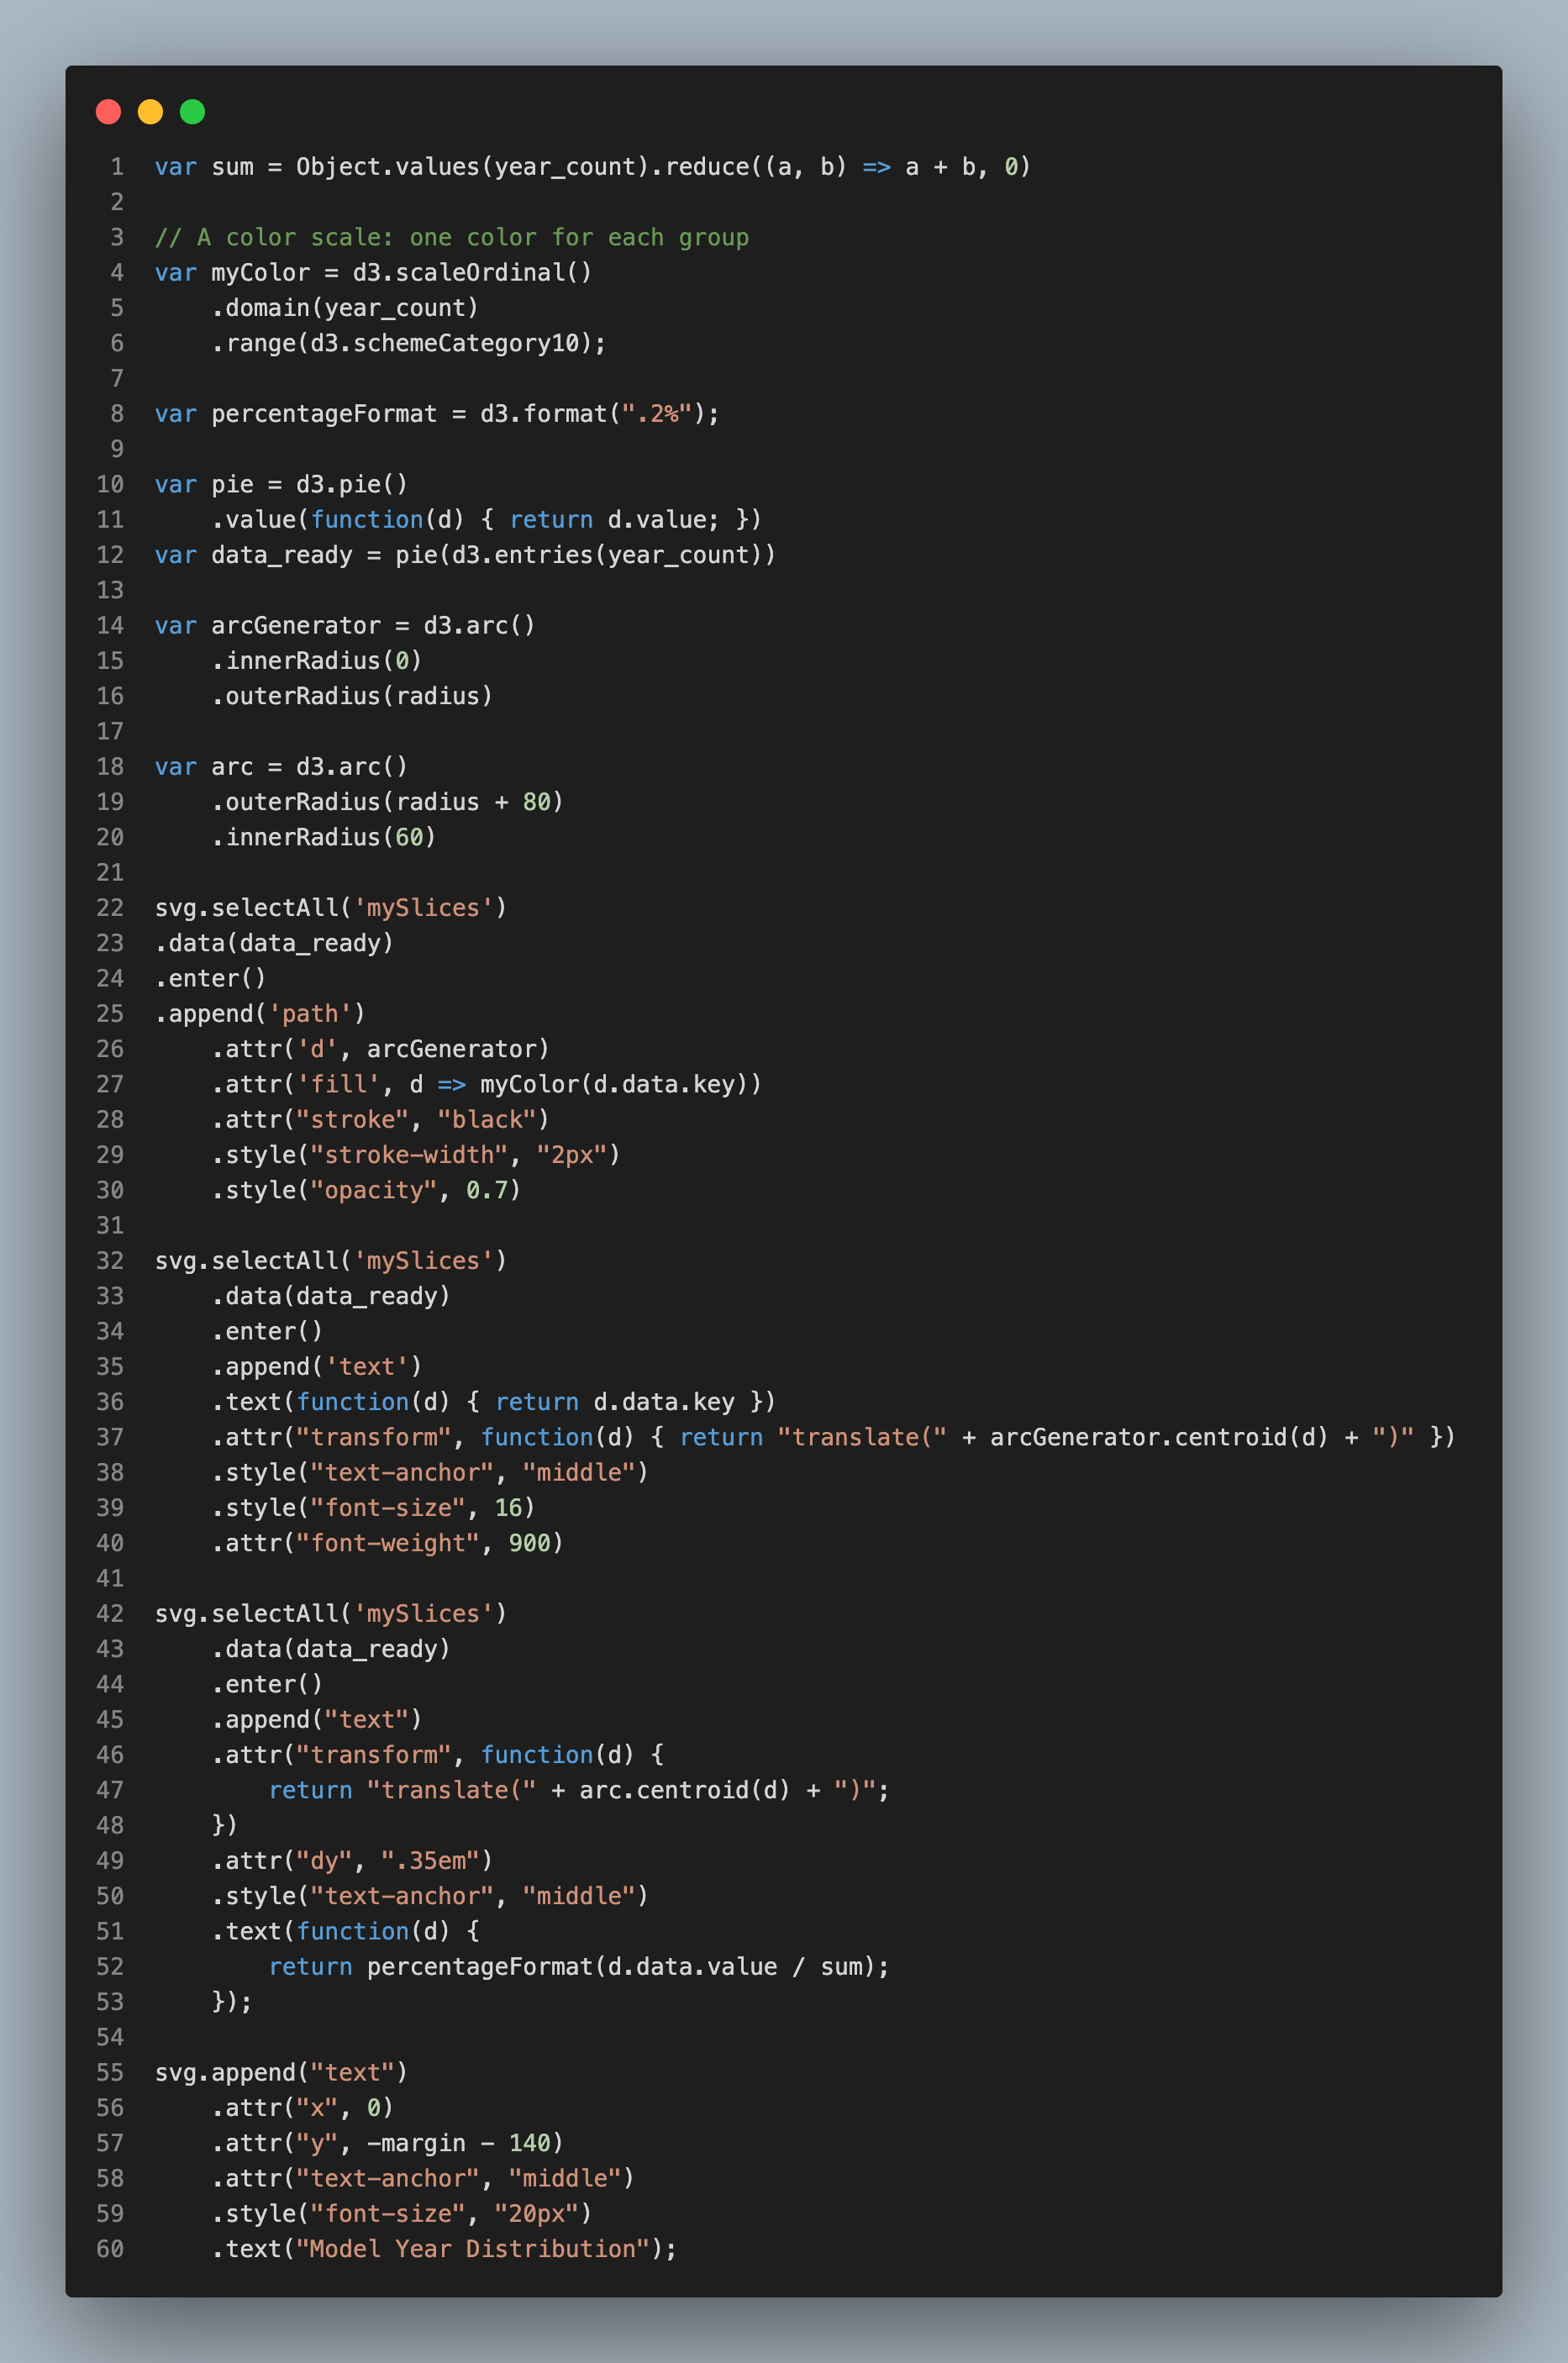 1 var sum = Object.values(year_count).reduce((a, b) => a + b, 0)
2
3 // A color scale: one color for each group
4 var myColor = d3.scaleOrdinal()
5     .domain(year_count)
6     .range(d3.schemeCategory10);
7
8 var percentageFormat = d3.format(".2%");
9
10 var pie = d3.pie()
11     .value(function(d) { return d.value; })
12 var data_ready = pie(d3.entries(year_count))
13
14 var arcGenerator = d3.arc()
15     .innerRadius(0)
16     .outerRadius(radius)
17
18 var arc = d3.arc()
19     .outerRadius(radius + 80)
20     .innerRadius(60)
21
22 svg.selectAll('mySlices')
23 .data(data_ready)
24 .enter()
25 .append('path')
26     .attr('d', arcGenerator)
27     .attr('fill', d => myColor(d.data.key))
28     .attr("stroke", "black")
29     .style("stroke-width", "2px")
30     .style("opacity", 0.7)
31
32 svg.selectAll('mySlices')
33     .data(data_ready)
34     .enter()
35     .append('text')
36     .text(function(d) { return d.data.key })
37     .attr("transform", function(d) { return "translate(" + arcGenerator.centroid(d) + ")" })
38     .style("text-anchor", "middle")
39     .style("font-size", 16)
40     .attr("font-weight", 900)
41
42 svg.selectAll('mySlices')
43     .data(data_ready)
44     .enter()
45     .append("text")
46     .attr("transform", function(d) {
47         return "translate(" + arc.centroid(d) + ")";
48     })
49     .attr("dy", ".35em")
50     .style("text-anchor", "middle")
51     .text(function(d) {
52         return percentageFormat(d.data.value / sum);
53     });
54
55 svg.append("text")
56     .attr("x", 0)
57     .attr("y", -margin - 140)
58     .attr("text-anchor", "middle")
59     .style("font-size", "20px")
60     .text("Model Year Distribution");